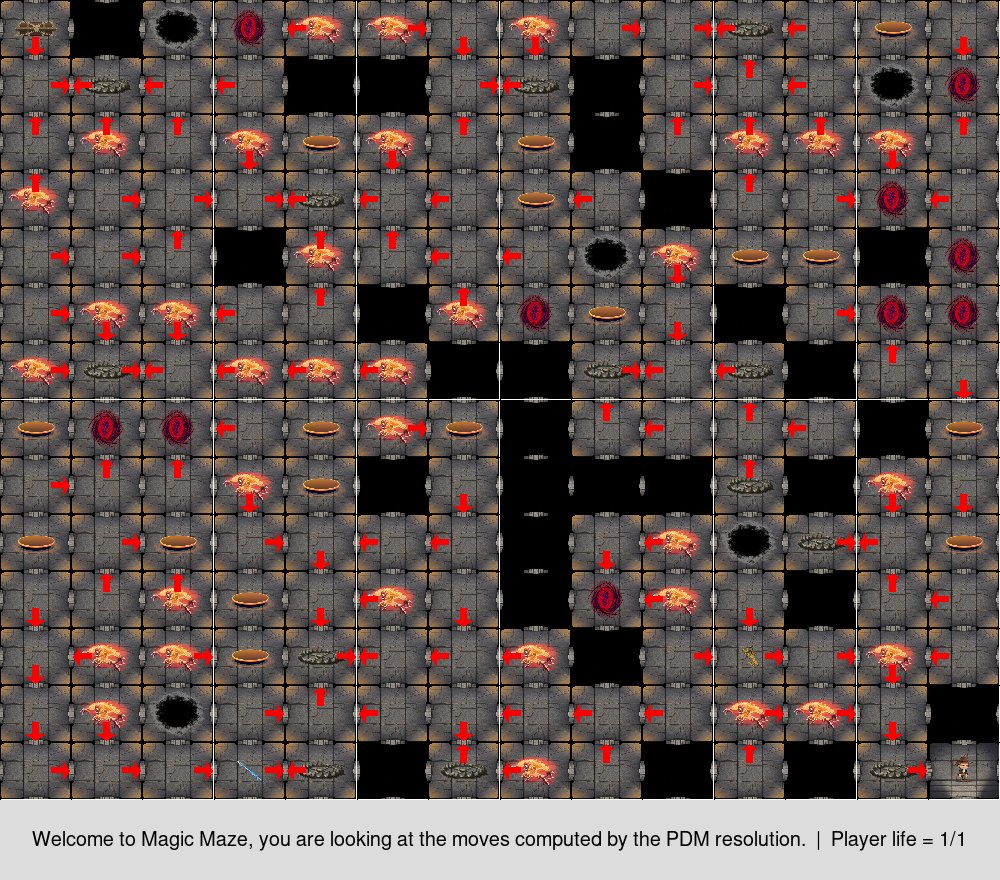 Welcome to Magic Maze, you are looking at the moves computed by the PDM resolution.  |  Player life = 1/1